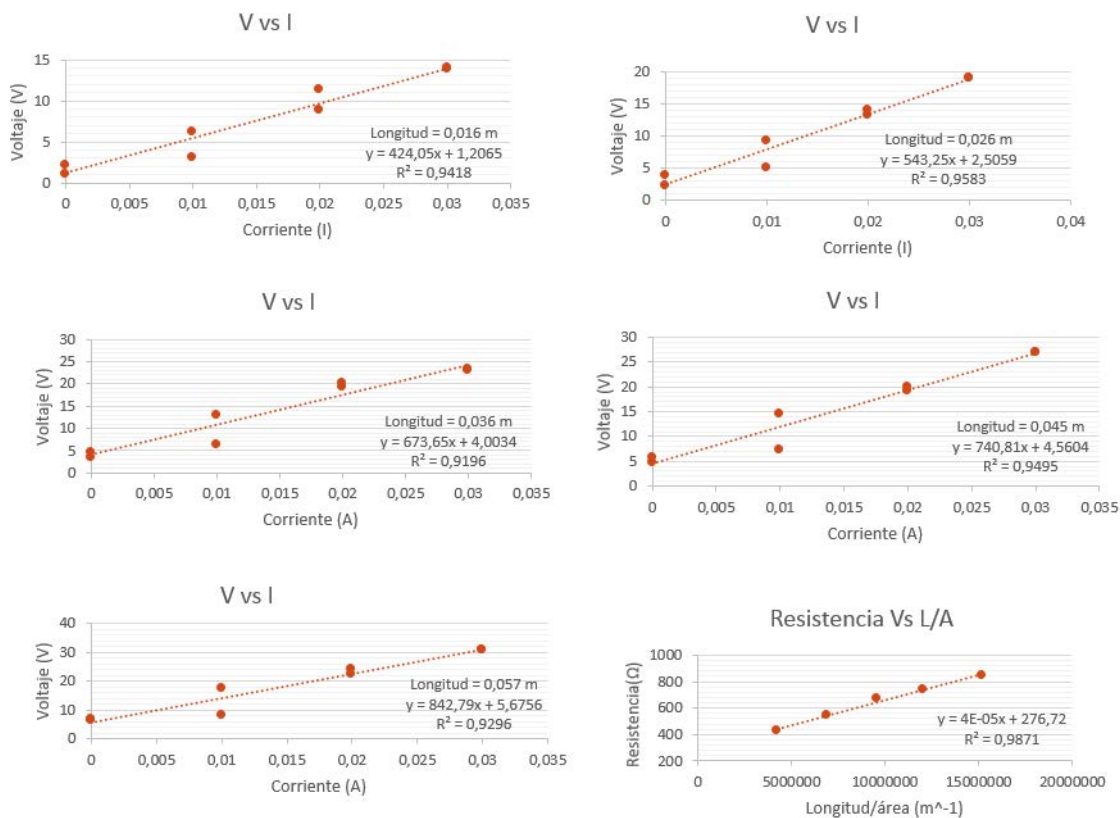 V vs I
Voltaje (V)
15
10
5
0
Longitud = 0,016 m
y = 424,05x + 1,2065
R² = 0,9418
0 0,005 0,01 0,015 0,02 0,025 0,03 0,035
Corriente (I)
V vs I
Voltaje (V)
20
15
10
5
0
Longitud = 0,026 m
y = 543,25x + 2,5059
R² = 0,9583
0 0,01 0,02 0,03 0,04
Corriente (I)
V vs I
Voltaje (V)
30
25
20
15
10
5
0
Longitud = 0,036 m
y = 673,65x + 4,0034
R² = 0,9196
0 0,005 0,01 0,015 0,02 0,025 0,03 0,035
Corriente (A)
V vs I
Voltaje (V)
30
25
20
15
10
5
0
Longitud = 0,045 m
y = 740,81x + 4,5604
R² = 0,9495
0 0,005 0,01 0,015 0,02 0,025 0,03 0,035
Corriente (A)
V vs I
Voltaje (V)
40
30
20
10
0
Longitud = 0,057 m
y = 842,79x + 5,6756
R² = 0,9296
0 0,005 0,01 0,015 0,02 0,025 0,03 0,035
Corriente (A)
Resistencia Vs L/A
Resistencia(Ω)
1000
800
600
400
200
y = 4E-05x + 276,72
R² = 0,9871
0 5000000 10000000 15000000 20000000
Longitud/área (m^-1)